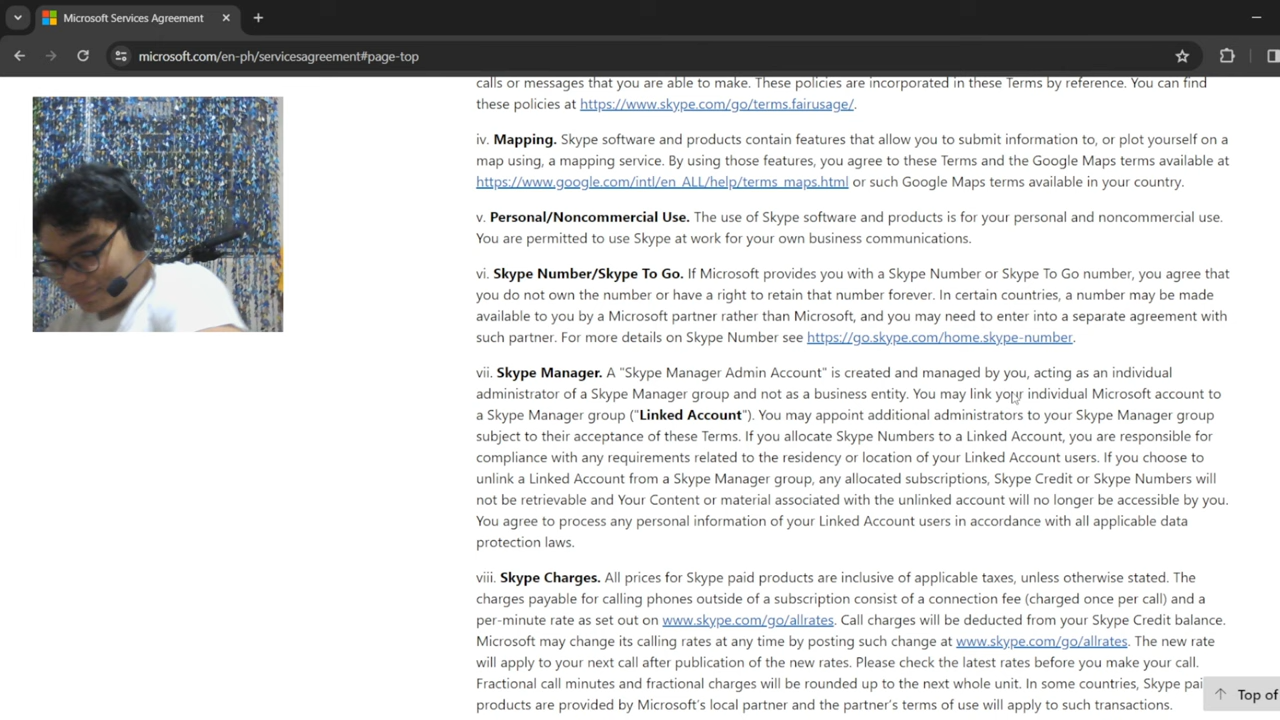 Microsoft Services Agreement
microsoft.com/en-ph/servicesagreement#page-top
calls or messages that you are able to make. These policies are incorporated in these Terms by reference. You can find
these policies at https://www.skype.com/go/terms.fairusage/.
iv. Mapping. Skype software and products contain features that allow you to submit information to, or plot yourself on a
map using, a mapping service. By using those features, you agree to these Terms and the Google Maps terms available at
https://www.google.com/intl/en_ALL/help/terms_maps.html or such Google Maps terms available in your country.
v. Personal/Noncommercial Use. The use of Skype software and products is for your personal and noncommercial use.
You are permitted to use Skype at work for your own business communications.
vi. Skype Number/Skype To Go. If Microsoft provides you with a Skype Number or Skype To Go number, you agree that
you do not own the number or have a right to retain that number forever. In certain countries, a number may be made
available to you by a Microsoft partner rather than Microsoft, and you may need to enter into a separate agreement with
such partner. For more details on Skype Number see https://go.skype.com/home.skype-number.
vii. Skype Manager. A "Skype Manager Admin Account" is created and managed by you, acting as an individual
administrator of a Skype Manager group and not as a business entity. You may link your individual Microsoft account to
a Skype Manager group ("Linked Account"). You may appoint additional administrators to your Skype Manager group
subject to their acceptance of these Terms. If you allocate Skype Numbers to a Linked Account, you are responsible for
compliance with any requirements related to the residency or location of your Linked Account users. If you choose to
unlink a Linked Account from a Skype Manager group, any allocated subscriptions, Skype Credit or Skype Numbers will
not be retrievable and Your Content or material associated with the unlinked account will no longer be accessible by you.
You agree to process any personal information of your Linked Account users in accordance with all applicable data
protection laws.
viii. Skype Charges. All prices for Skype paid products are inclusive of applicable taxes, unless otherwise stated. The
charges payable for calling phones outside of a subscription consist of a connection fee (charged once per call) and a
per-minute rate as set out on www.skype.com/go/allrates. Call charges will be deducted from your Skype Credit balance.
Microsoft may change its calling rates at any time by posting such change at www.skype.com/go/allrates. The new rate
will apply to your next call after publication of the new rates. Please check the latest rates before you make your call.
Fractional call minutes and fractional charges will be rounded up to the next whole unit. In some countries, Skype pai
products are provided by Microsoft's local partner and the partner's terms of use will apply to such transactions.
Top of